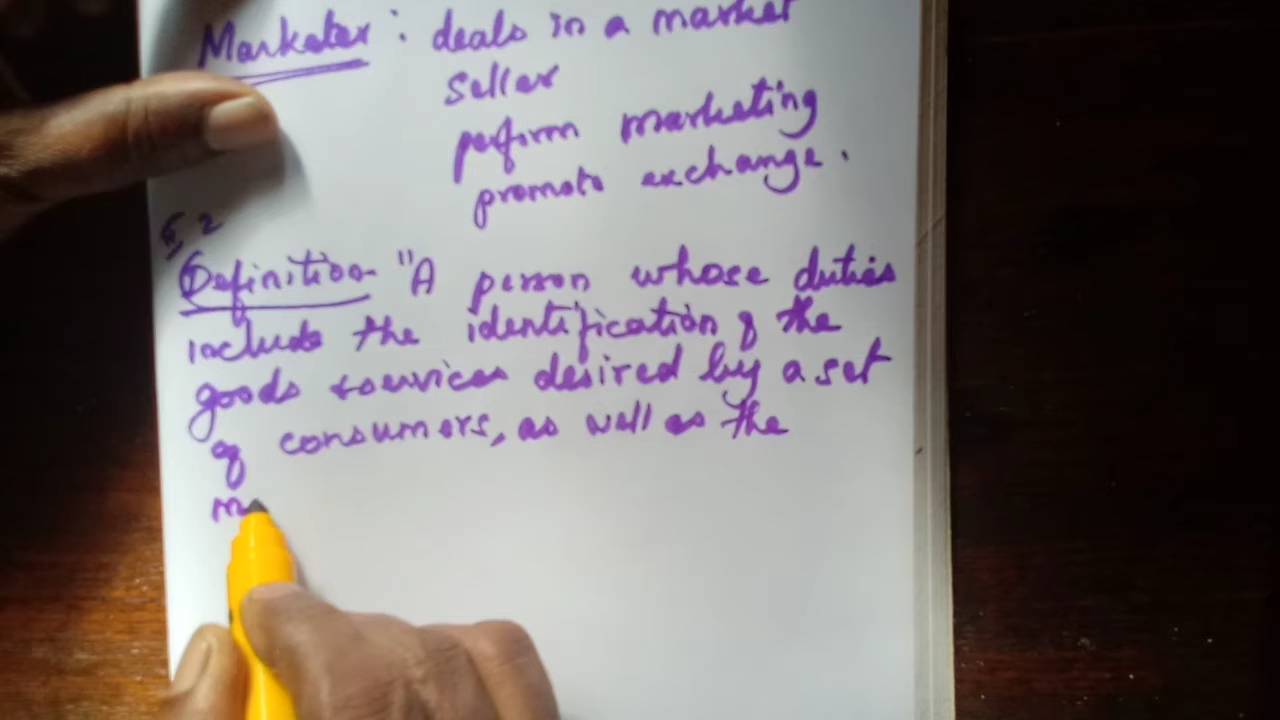 Marketer : deals in a market
seller
perform marketing
promote exchange.
Definition "A person whose duties
include the identification of the
goods & services desired by a set
of consumers, as well as the
m